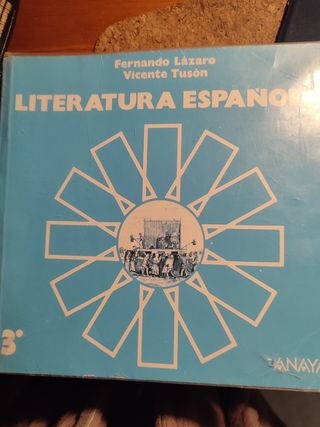 Fernando Lázaro
Vicente Tusón
LITERATURA ESPAÑO
3º
ANAYA